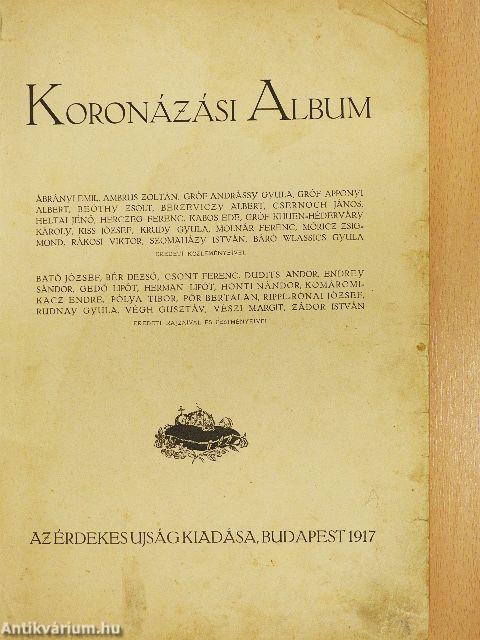 KORONÁZÁSI ALBUM
ÁBRÁNYI EMIL, AMBRUS ZOLTÁN, GRÓF ANDRÁSSY GYULA, GRÓF APPONYI
ALBERT, BEÖTHY ZSOLT, BERZEVICZY ALBERT, CSERNOCH JÁNOS,
HELTAI JENŐ, HERCZEG FERENC, KABOS EDE, GRÓF KHUEN-HÉDERVÁRY
KÁROLY, KISS JÓZSEF, KRUDY GYULA, MOLNÁR FERENC, MÓRICZ ZSIG-
MOND, RÁKOSI VIKTOR, SZOMAHÁZY ISTVÁN, BÁRÓ WLASSICS GYULA
EREDETI KÖZLEMÉNYEIVEL
BATÓ JÓZSEF, BÉR DEZSŐ, CSONT FERENC, DUDITS ANDOR, ENDREY
SÁNDOR, GEDŐ LIPÓT, HERMAN LIPÓT, HONTI NÁNDOR, KOMÁROMI-
KACZ ENDRE, PÓLYA TIBOR, PÓR BERTALAN, RIPPL-RÓNAI JÓZSEF,
RUDNAY GYULA, VÉGH GUSZTÁV, VÉSZI MARGIT, ZÁDOR ISTVÁN
EREDETI RAJZAIVAL ÉS FESTMÉNYEIVEL
AZ ÉRDEKES UJSÁG KIADÁSA, BUDAPEST 1917
Antikvárium.hu